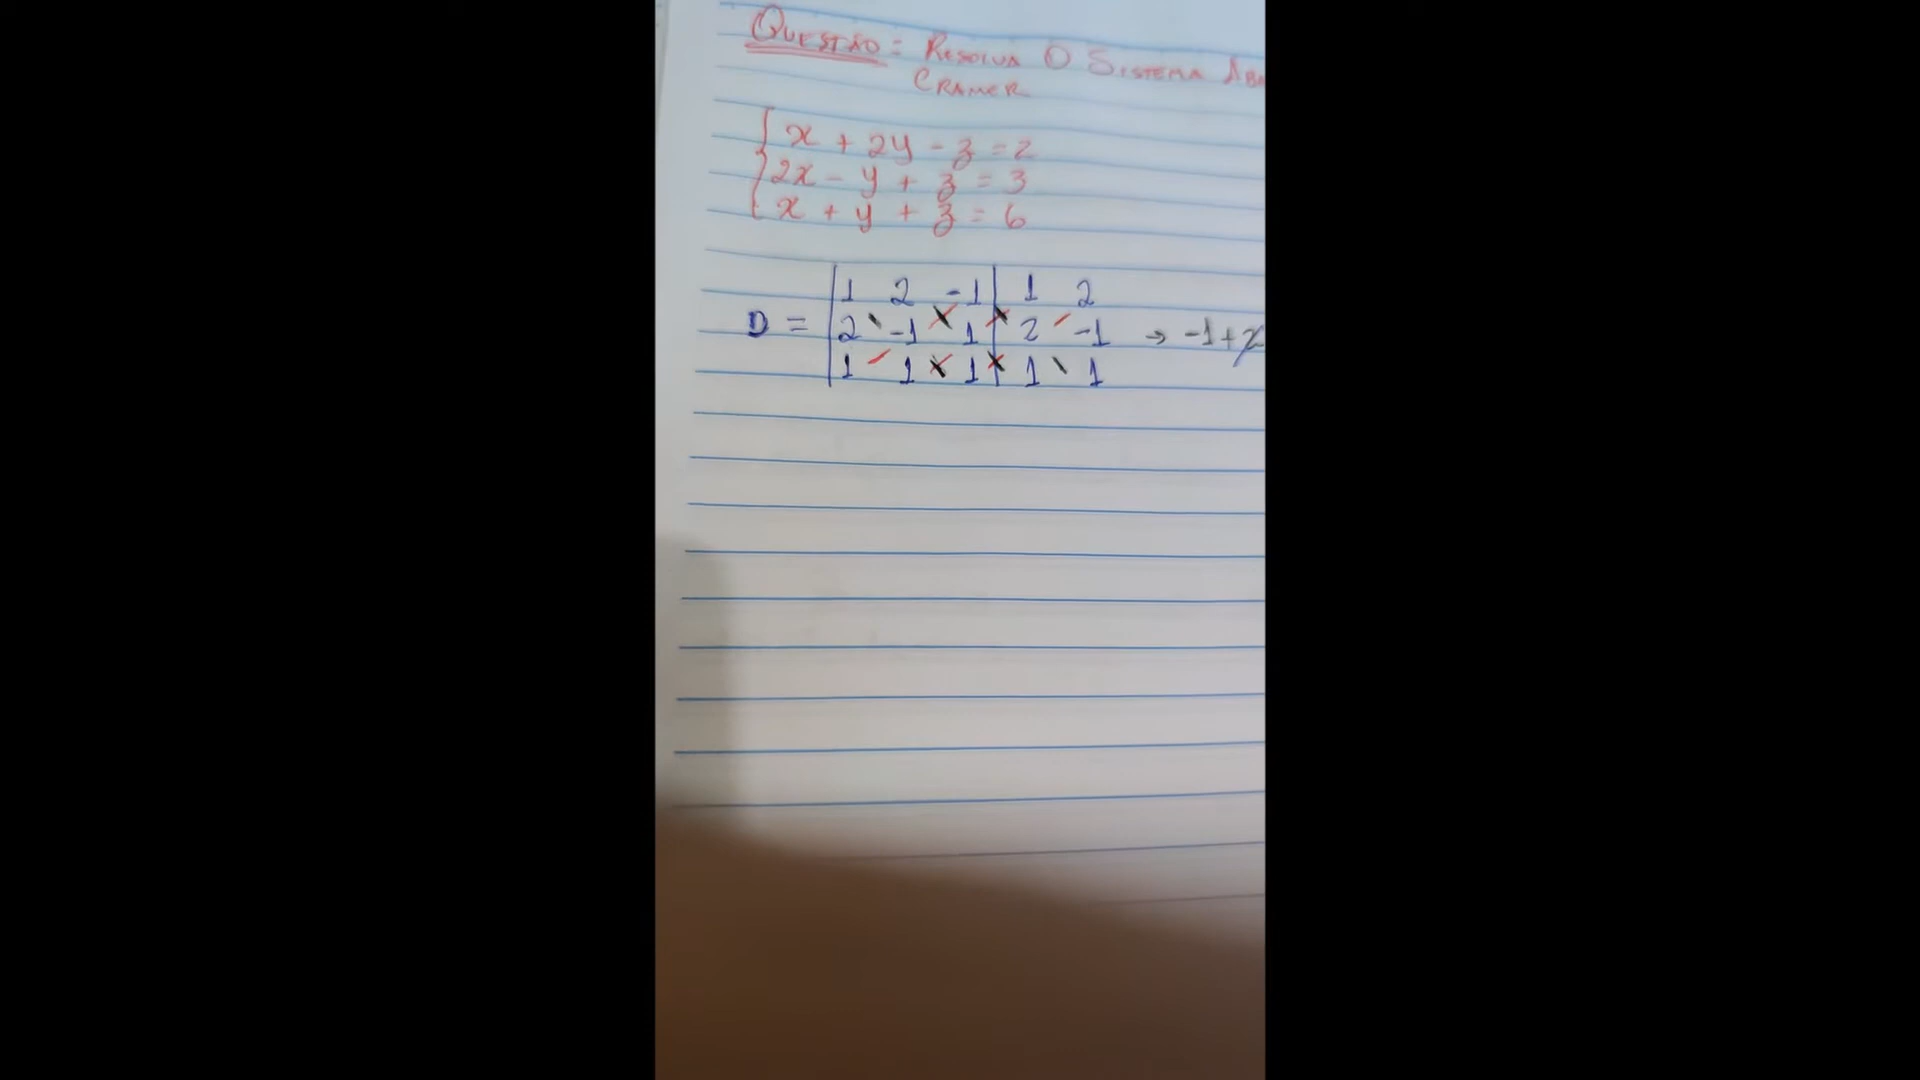 Questão: Resolva O Sistema
Cramer
x + 2y - z = 2
2x - y + z = 3
x + y + z = 6
1 2 -1 1 2
D = 2 -1 1 2 -1 → -1+2
1 1 1 1 1